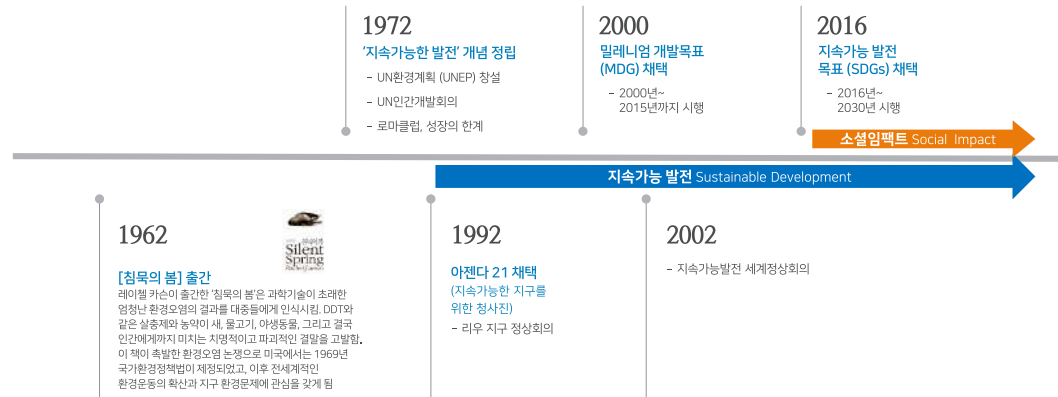 1972
'지속가능한 발전' 개념 정립
- UN환경계획 (UNEP) 창설
- UN인간개발회의
- 로마클럽, 성장의 한계
2000
밀레니엄 개발목표
(MDG) 채택
- 2000년~
2015년까지 시행
2016
지속가능 발전
목표 (SDGs) 채택
- 2016년~
2030년 시행
소셜임팩트 Social Impact
지속가능 발전 Sustainable Development
1962
[침묵의 봄] 출간
레이첼 카슨이 출간한 '침묵의 봄'은 과학기술이 초래한
엄청난 환경오염의 결과를 대중들에게 인식시킴. DDT와
같은 살충제와 농약이 새, 물고기, 야생동물, 그리고 결국
인간에게까지 미치는 치명적이고 파괴적인 결말을 고발함.
이 책이 촉발한 환경오염 논쟁으로 미국에서는 1969년
국가환경정책법이 제정되었고, 이후 전세계적인
환경운동의 확산과 지구 환경문제에 관심을 갖게 됨
침묵의 봄
Silent
Spring
1992
아젠다 21 채택
(지속가능한 지구를
위한 청사진)
- 리우 지구 정상회의
2002
- 지속가능발전 세계정상회의